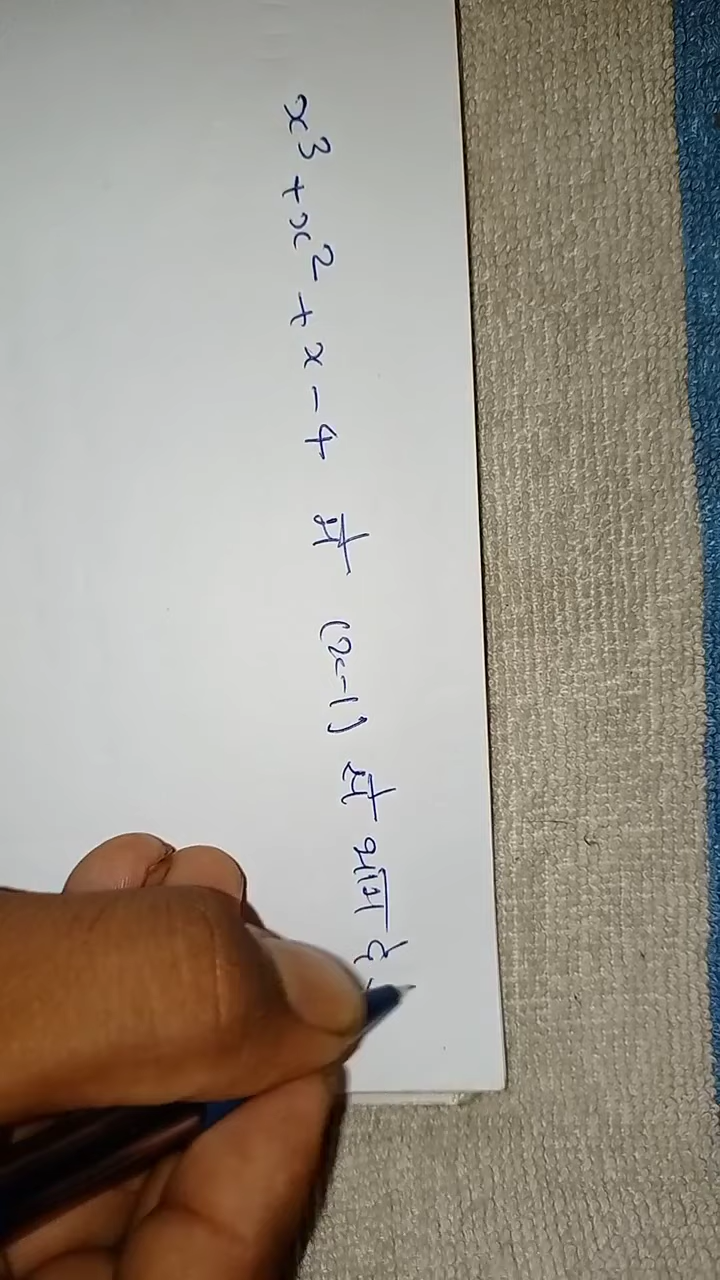 x³ + x² + x - 4 में (x-1) से भाग दें